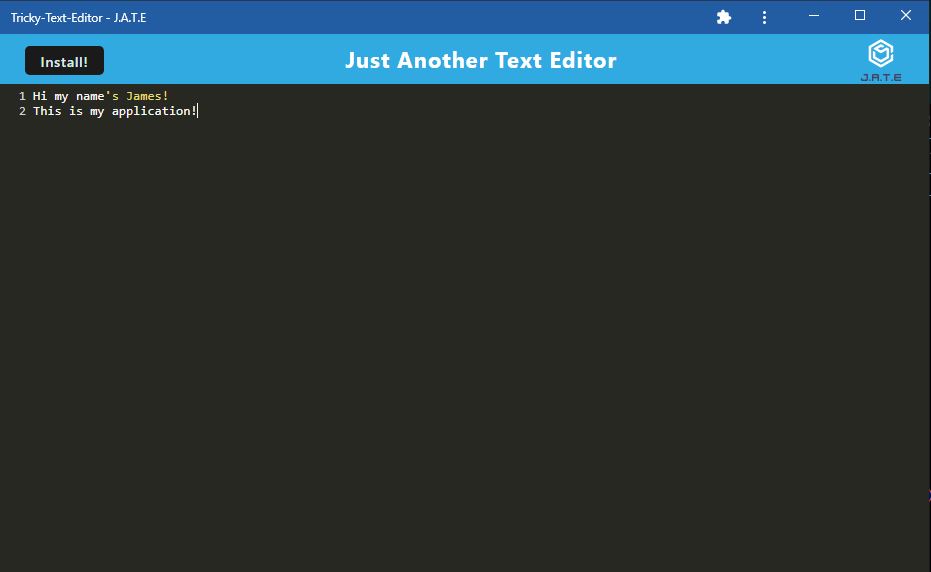 Tricky-Text-Editor - J.A.T.E
Install!
Just Another Text Editor
J.A.T.E
1 Hi my name's James!
2 This is my application!